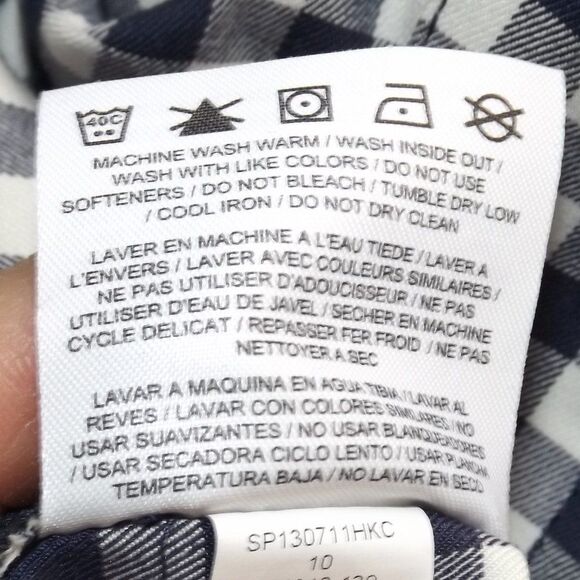 40C
MACHINE WASH WARM / WASH INSIDE OUT /
WASH WITH LIKE COLORS / DO NOT USE
SOFTENERS / DO NOT BLEACH / TUMBLE DRY LOW
/ COOL IRON / DO NOT DRY CLEAN
LAVER EN MACHINE A L'EAU TIEDE / LAVER A
L'ENVERS / LAVER AVEC COULEURS SIMILAIRES /
NE PAS UTILISER D'ADOUCISSEUR / NE PAS
UTILISER D'EAU DE JAVEL / SECHER EN MACHINE
CYCLE DELICAT / REPASSER FER FROID / NE PAS
NETTOYER A SEC
LAVAR A MAQUINA EN AGUA TIBIA / LAVAR AL
REVES / LAVAR CON COLORES SIMILARES / NO
USAR SUAVIZANTES / NO USAR BLANQUEADORES
/ USAR SECADORA CICLO LENTO / USAR PLANCHA
TEMPERATURA BAJA / NO LAVAR EN SECO
SP130711HKC
10